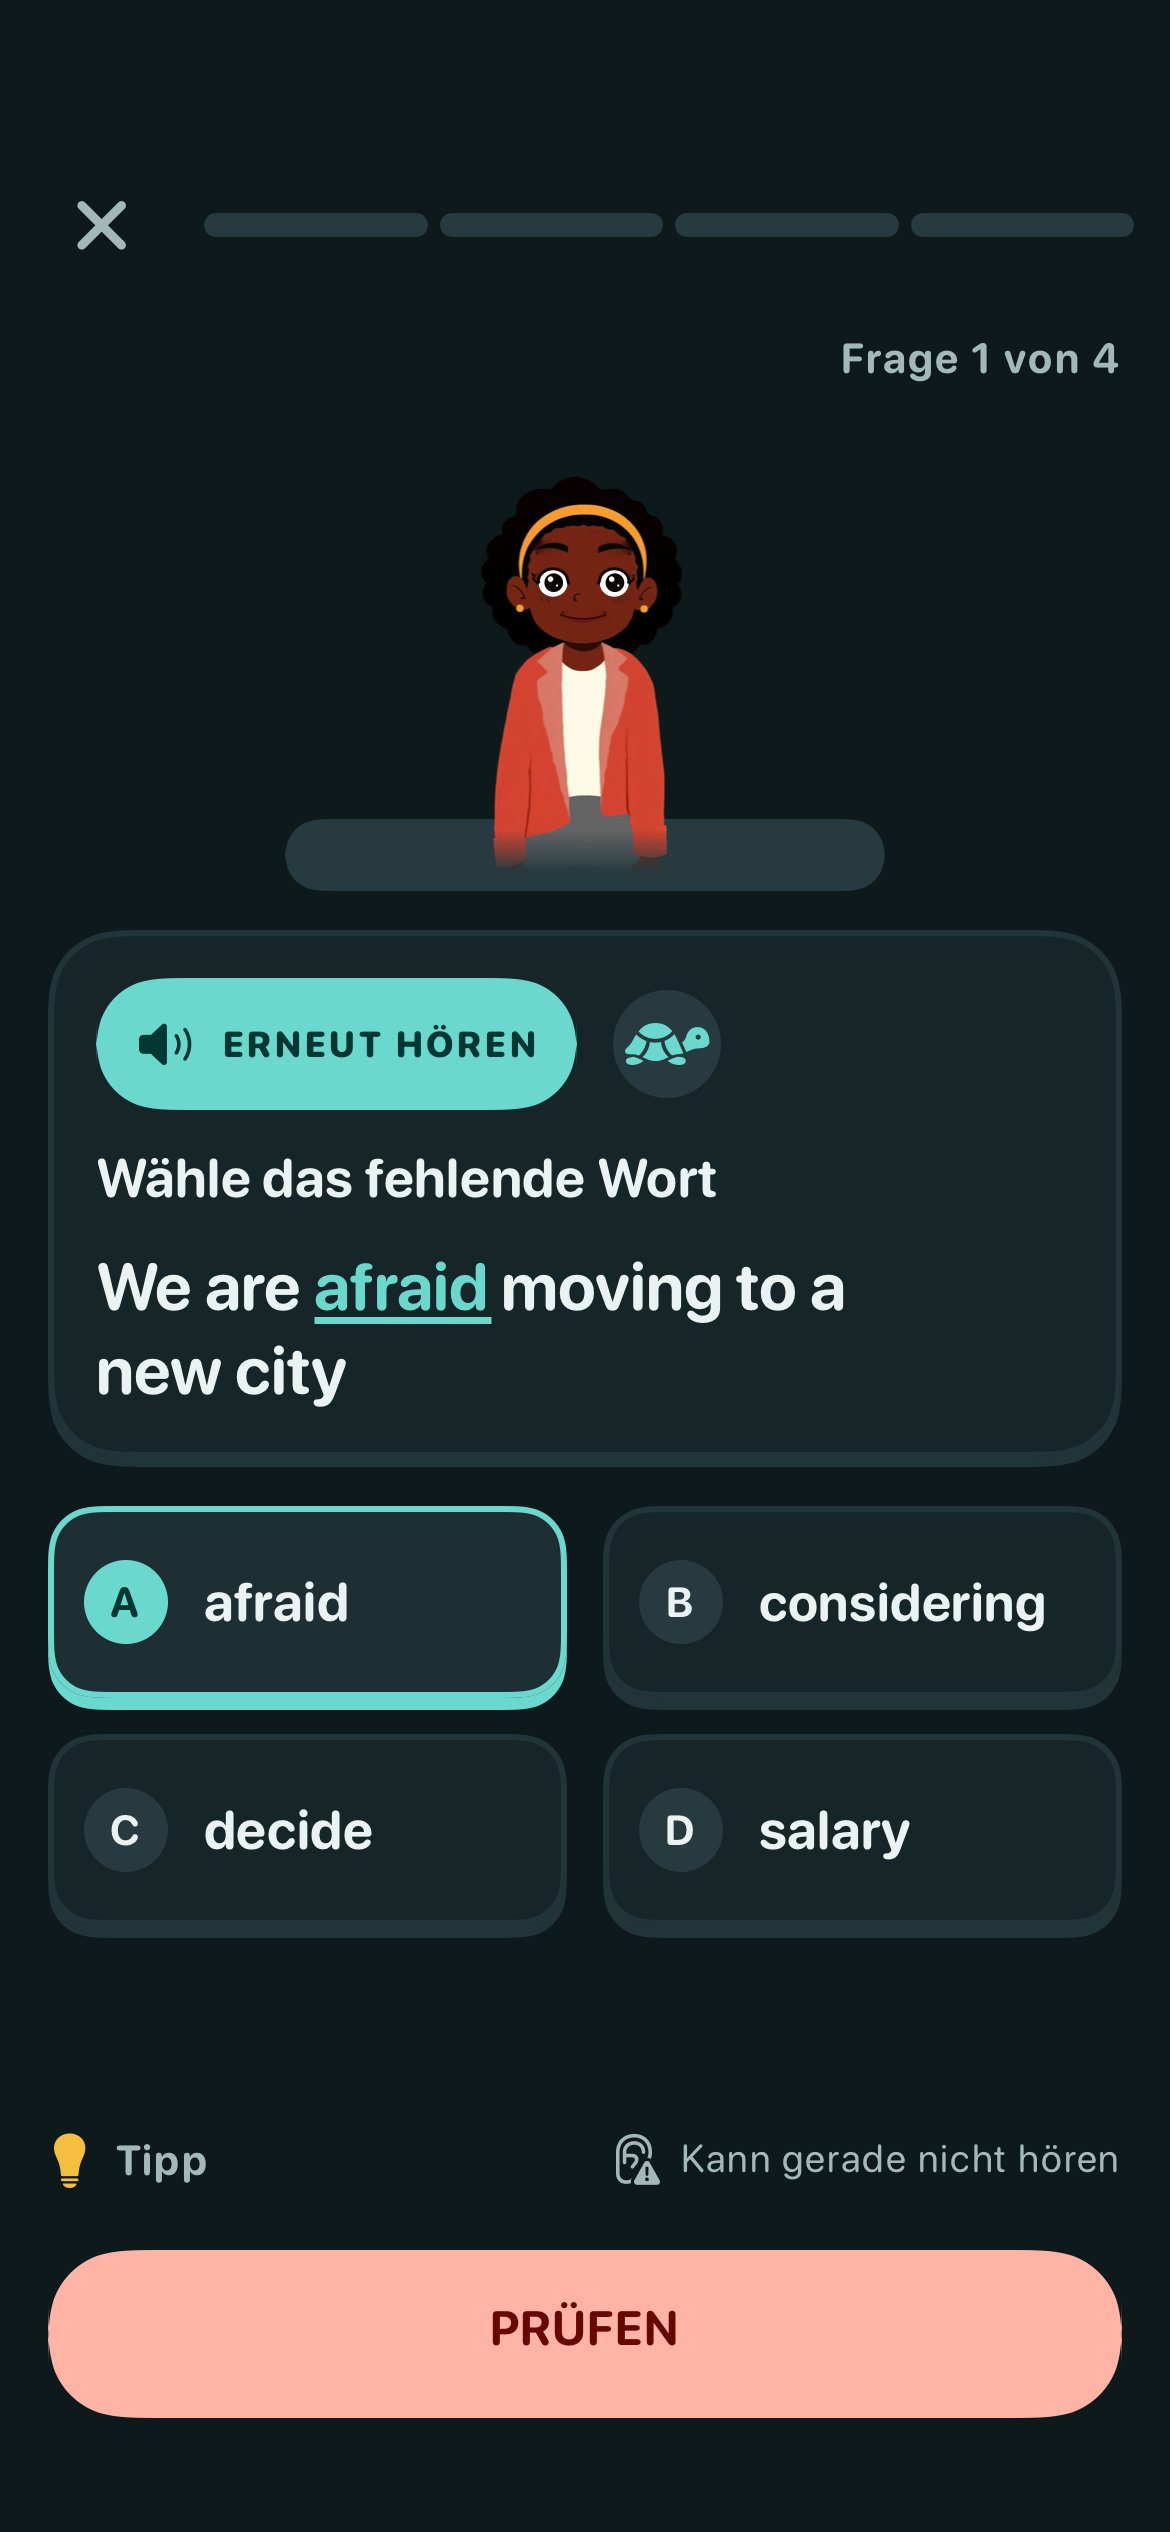 Frage 1 von 4
ERNEUT HÖREN
Wähle das fehlende Wort
We are afraid moving to a
new city
A afraid
B considering
C decide
D salary
Tipp
Kann gerade nicht hören
PRÜFEN